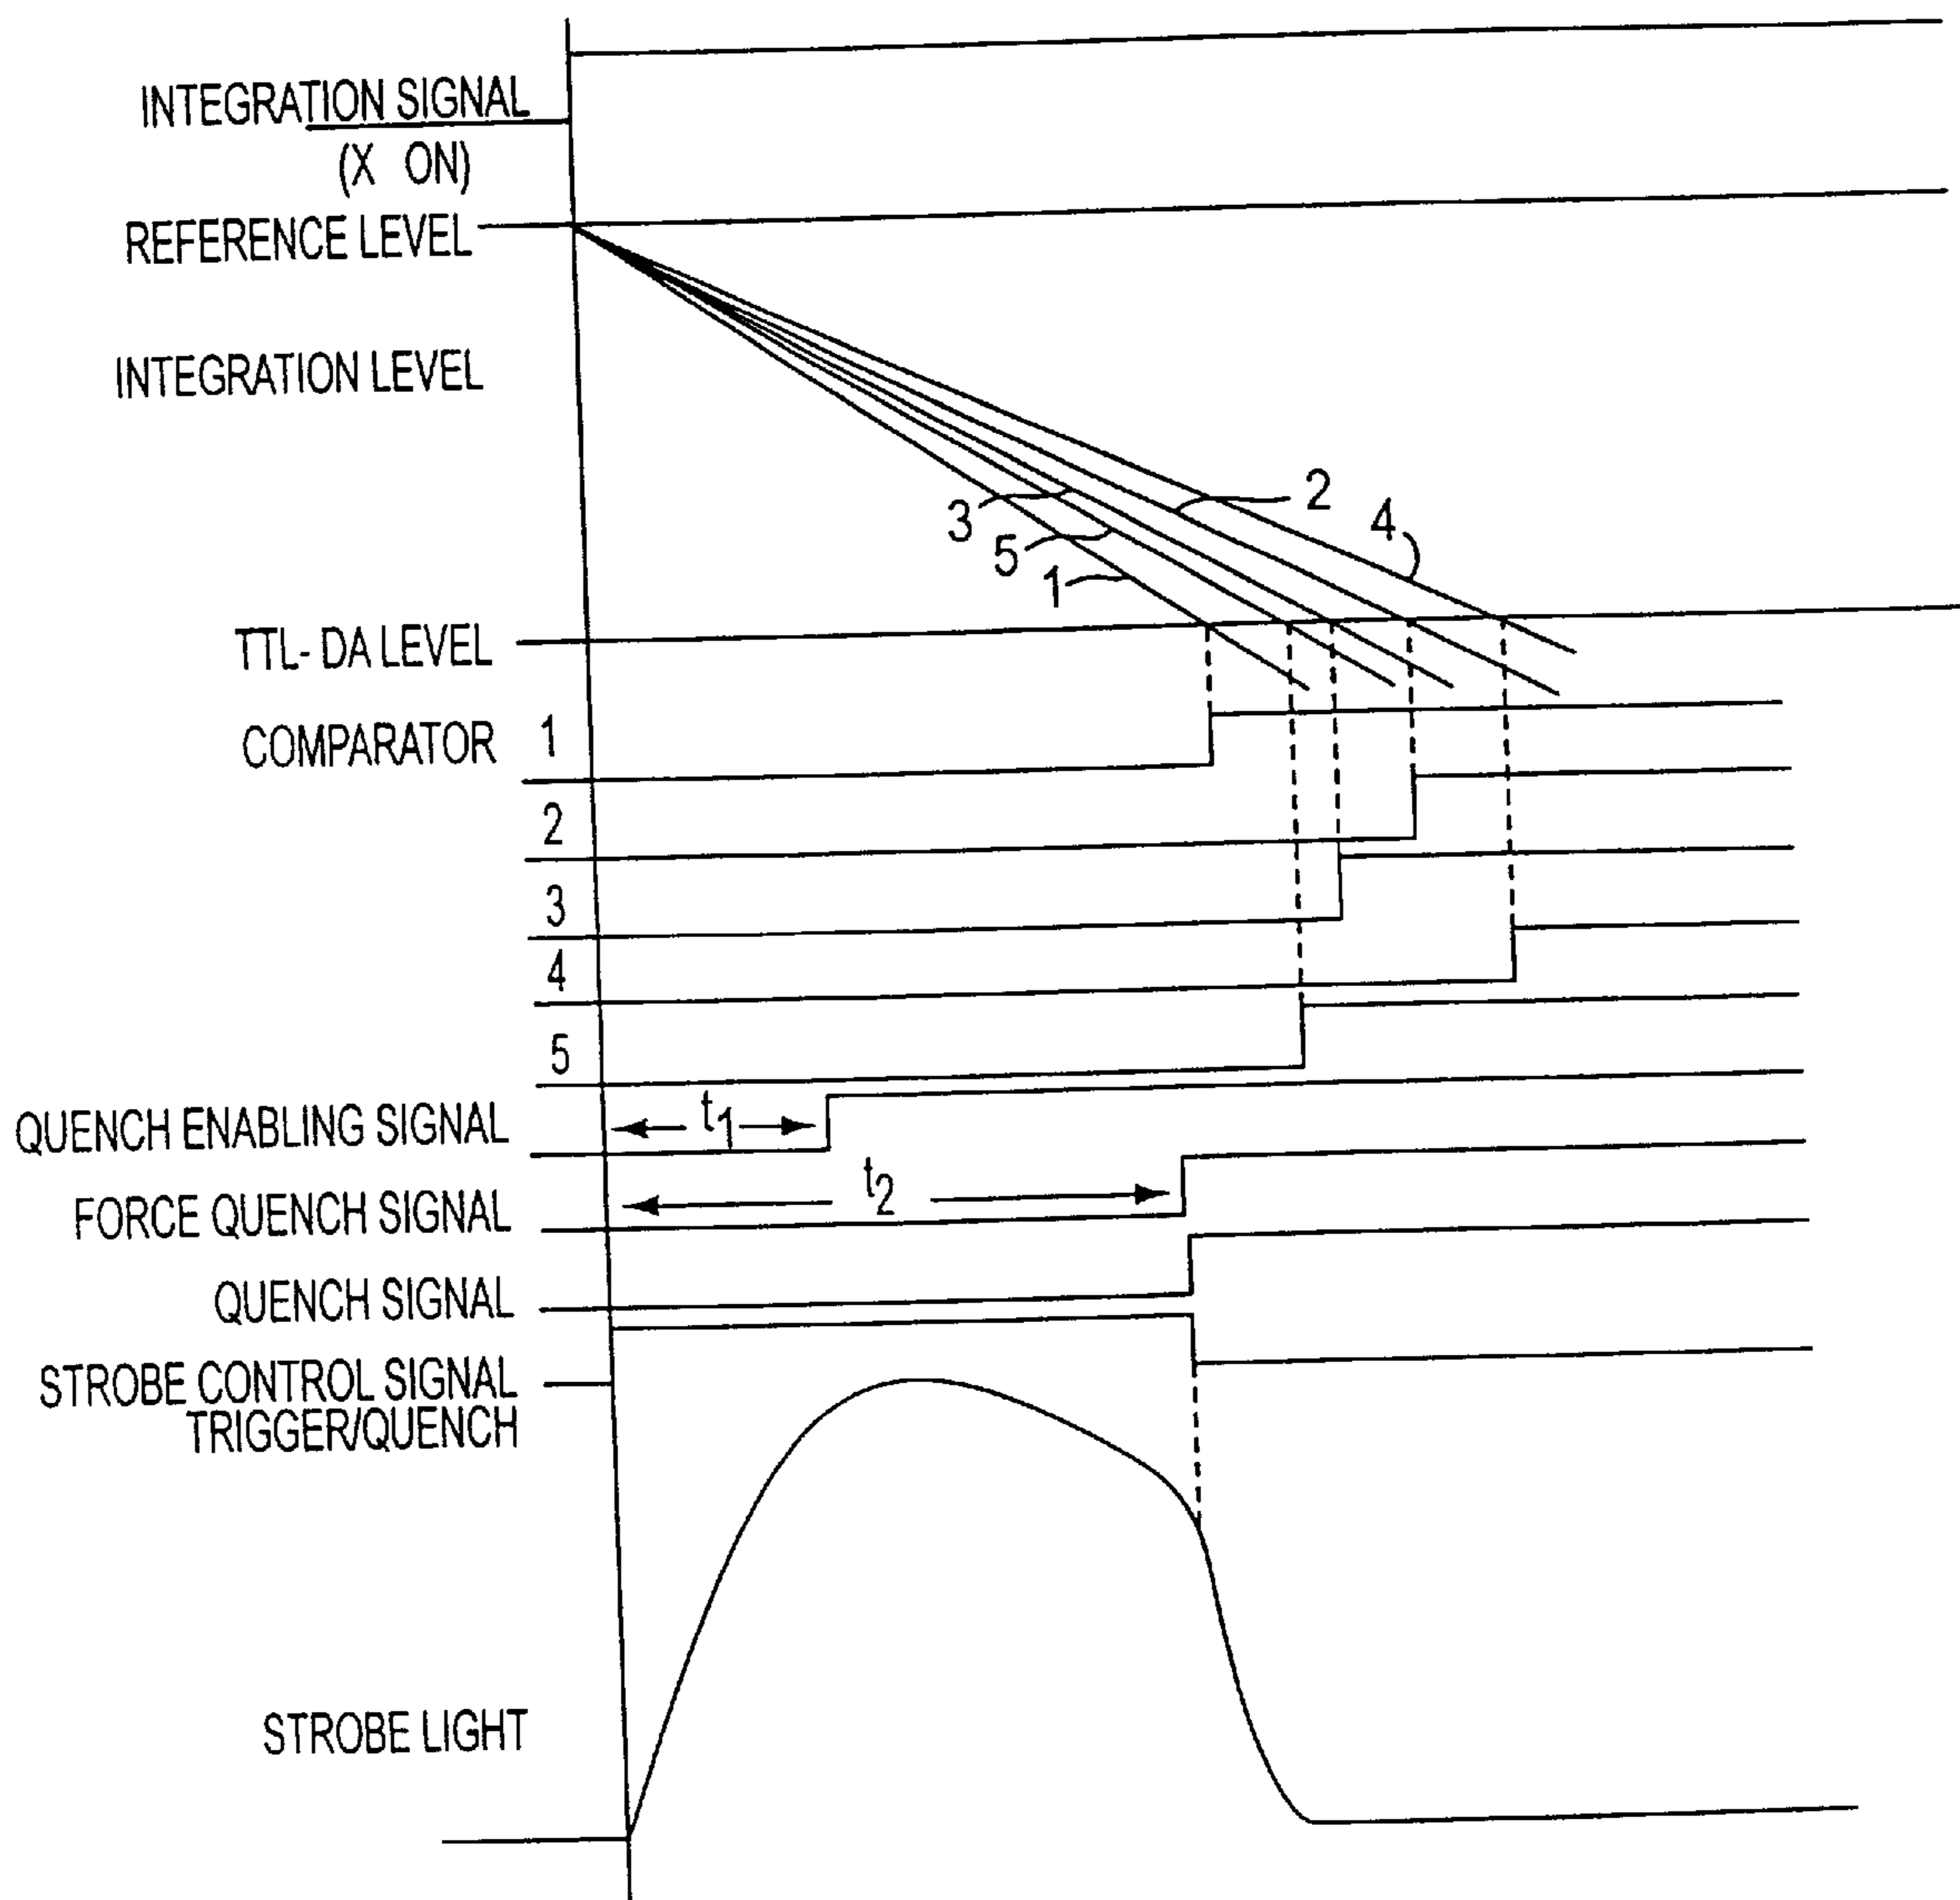 INTEGRATION SIGNAL
(X ON)
REFERENCE LEVEL
INTEGRATION LEVEL
3
2
5
4
1
TTL- DA LEVEL
COMPARATOR 1
2
3
4
5
QUENCH ENABLING SIGNAL
t1
FORCE QUENCH SIGNAL
t2
QUENCH SIGNAL
STROBE CONTROL SIGNAL
TRIGGER/QUENCH
STROBE LIGHT